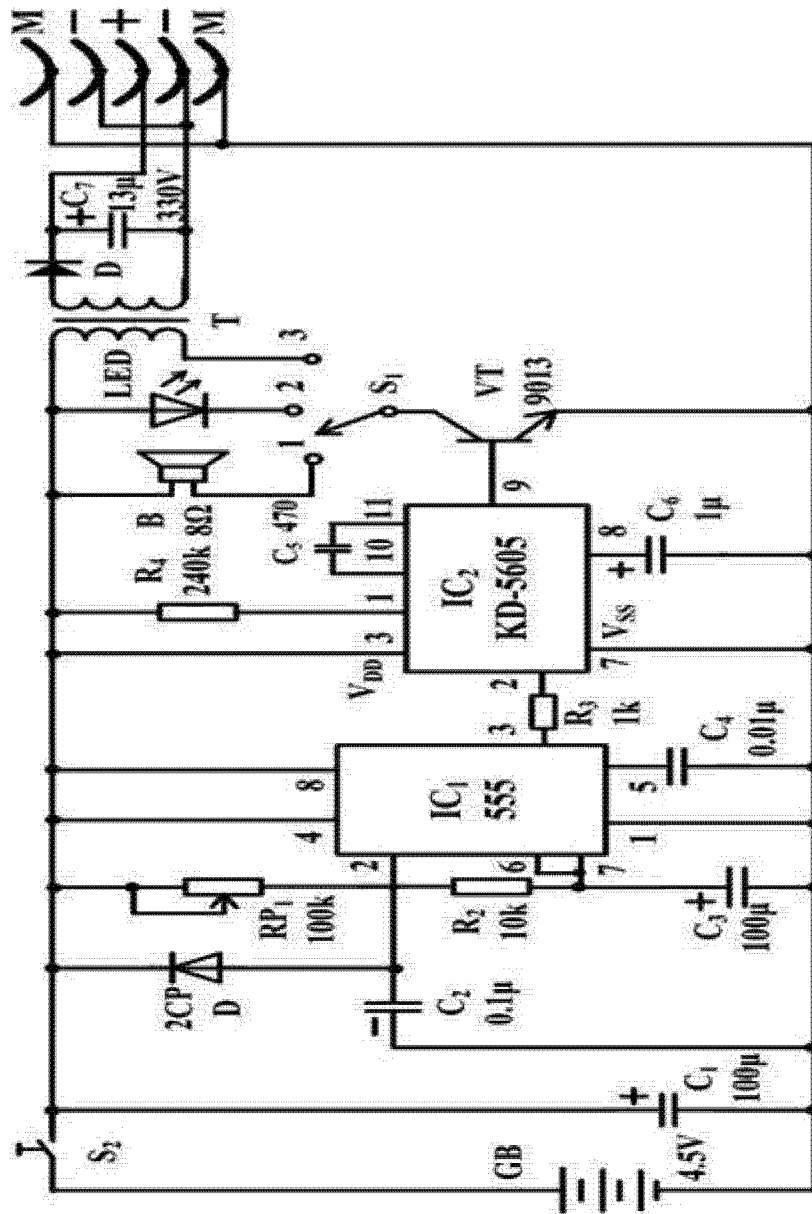 S2
GB
4.5V
C1
100μ
+
2CP
D
−
C2
0.1μ
RP1
100k
R2
10k
+
C3
100μ
4
8
2
6
7
IC1
555
3
1
5
C4
0.01μ
R3
1k
VDD
3
1
10
11
2
IC2
KD-5605
9
7
VSS
8
+
C6
1μ
R4
240k
B
8Ω
C5 470
1
2
3
S1
LED
T
VT
9013
D
+
C7
13μ
330V
M
−
+
−
M